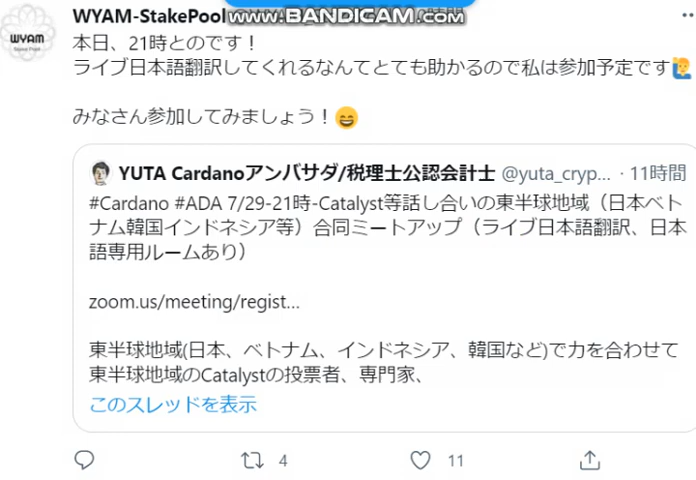 WYAM-StakePool
www.BANDICAM.com
WYAM
本日、21時とのです！
ライブ日本語翻訳してくれるなんてとても助かるので私は参加予定です🙋‍♂️
みなさん参加してみましょう！😄
YUTA Cardanoアンバサダ/税理士公認会計士 @yuta_cryp... · 11時間
#Cardano #ADA 7/29-21時-Catalyst等話し合いの東半球地域（日本ベト
ナム韓国インドネシア等）合同ミートアップ（ライブ日本語翻訳、日本
語専用ルームあり）
zoom.us/meeting/regist...
東半球地域(日本、ベトナム、インドネシア、韓国など)で力を合わせて
東半球地域のCatalystの投票者、専門家、
このスレッドを表示
4 11